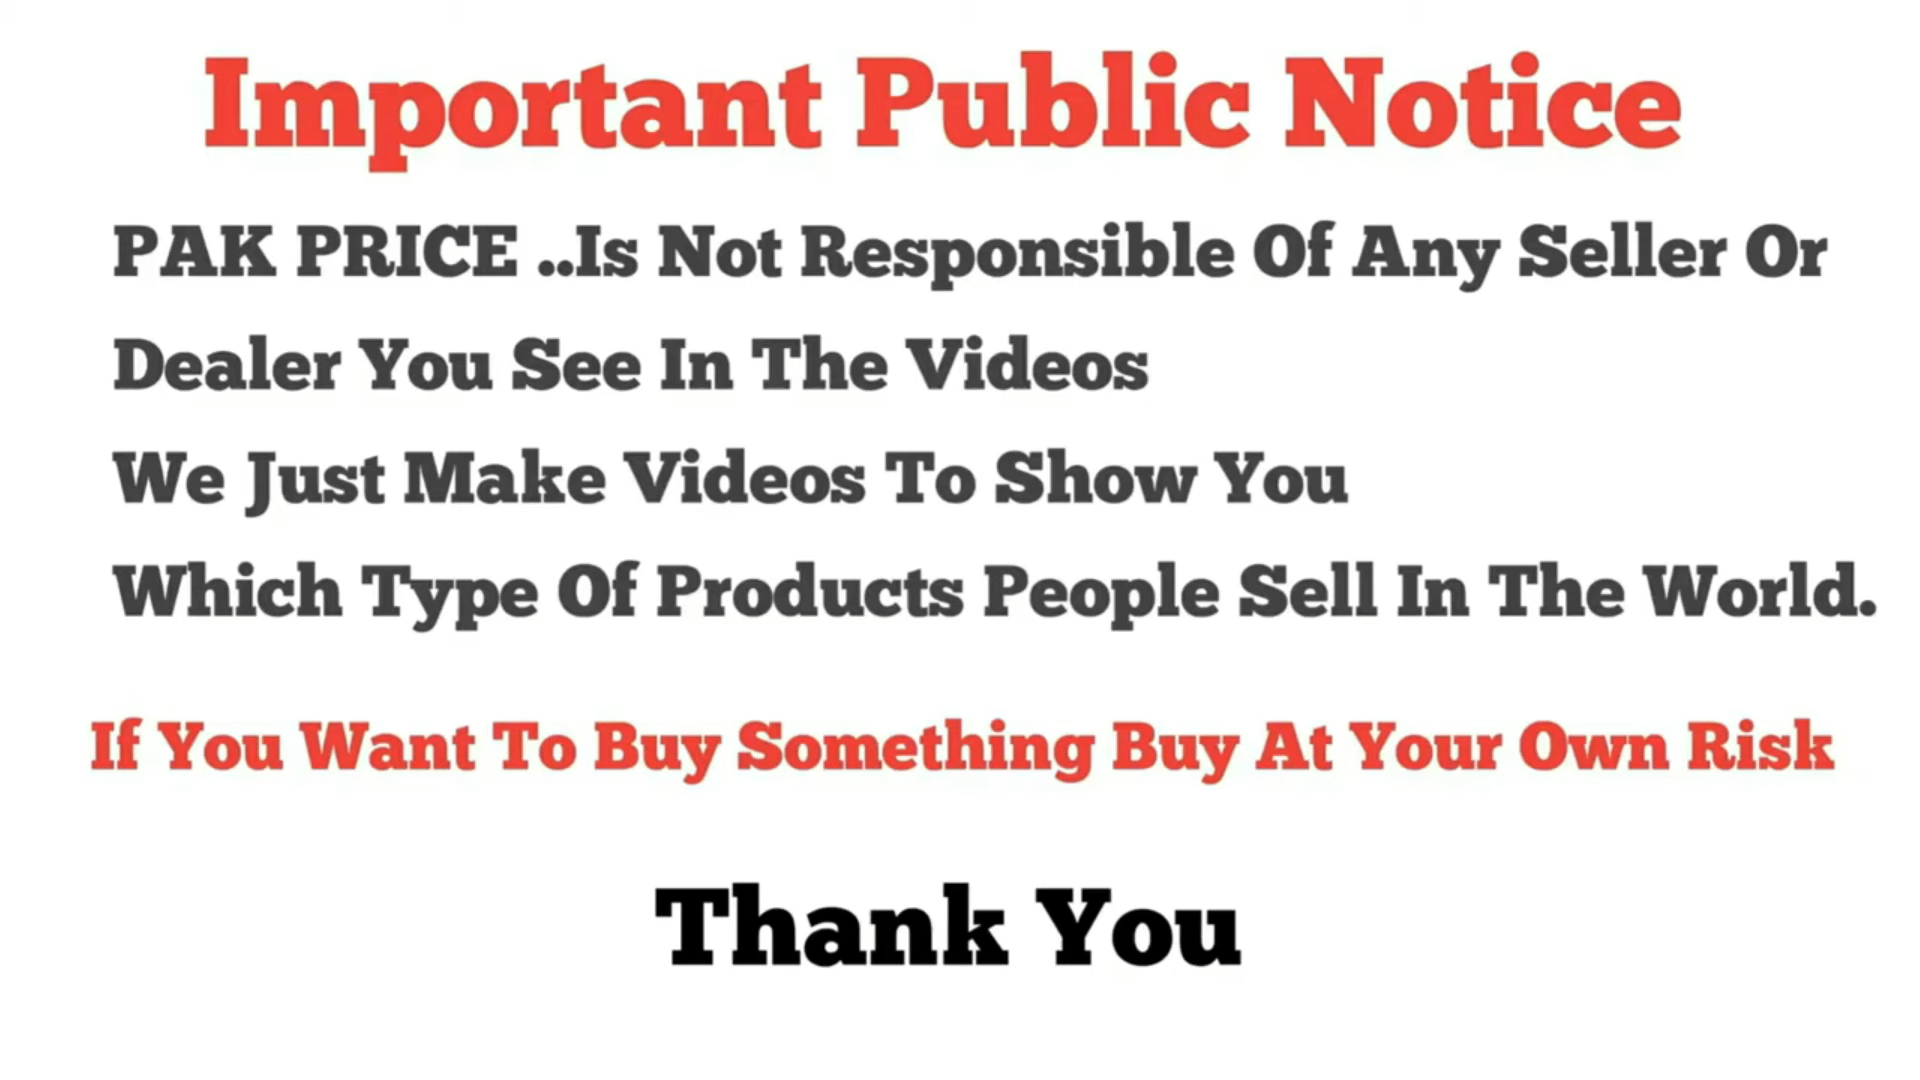 Important Public Notice
PAK PRICE ..Is Not Responsible Of Any Seller Or
Dealer You See In The Videos
We Just Make Videos To Show You
Which Type Of Products People Sell In The World.
If You Want To Buy Something Buy At Your Own Risk
Thank You